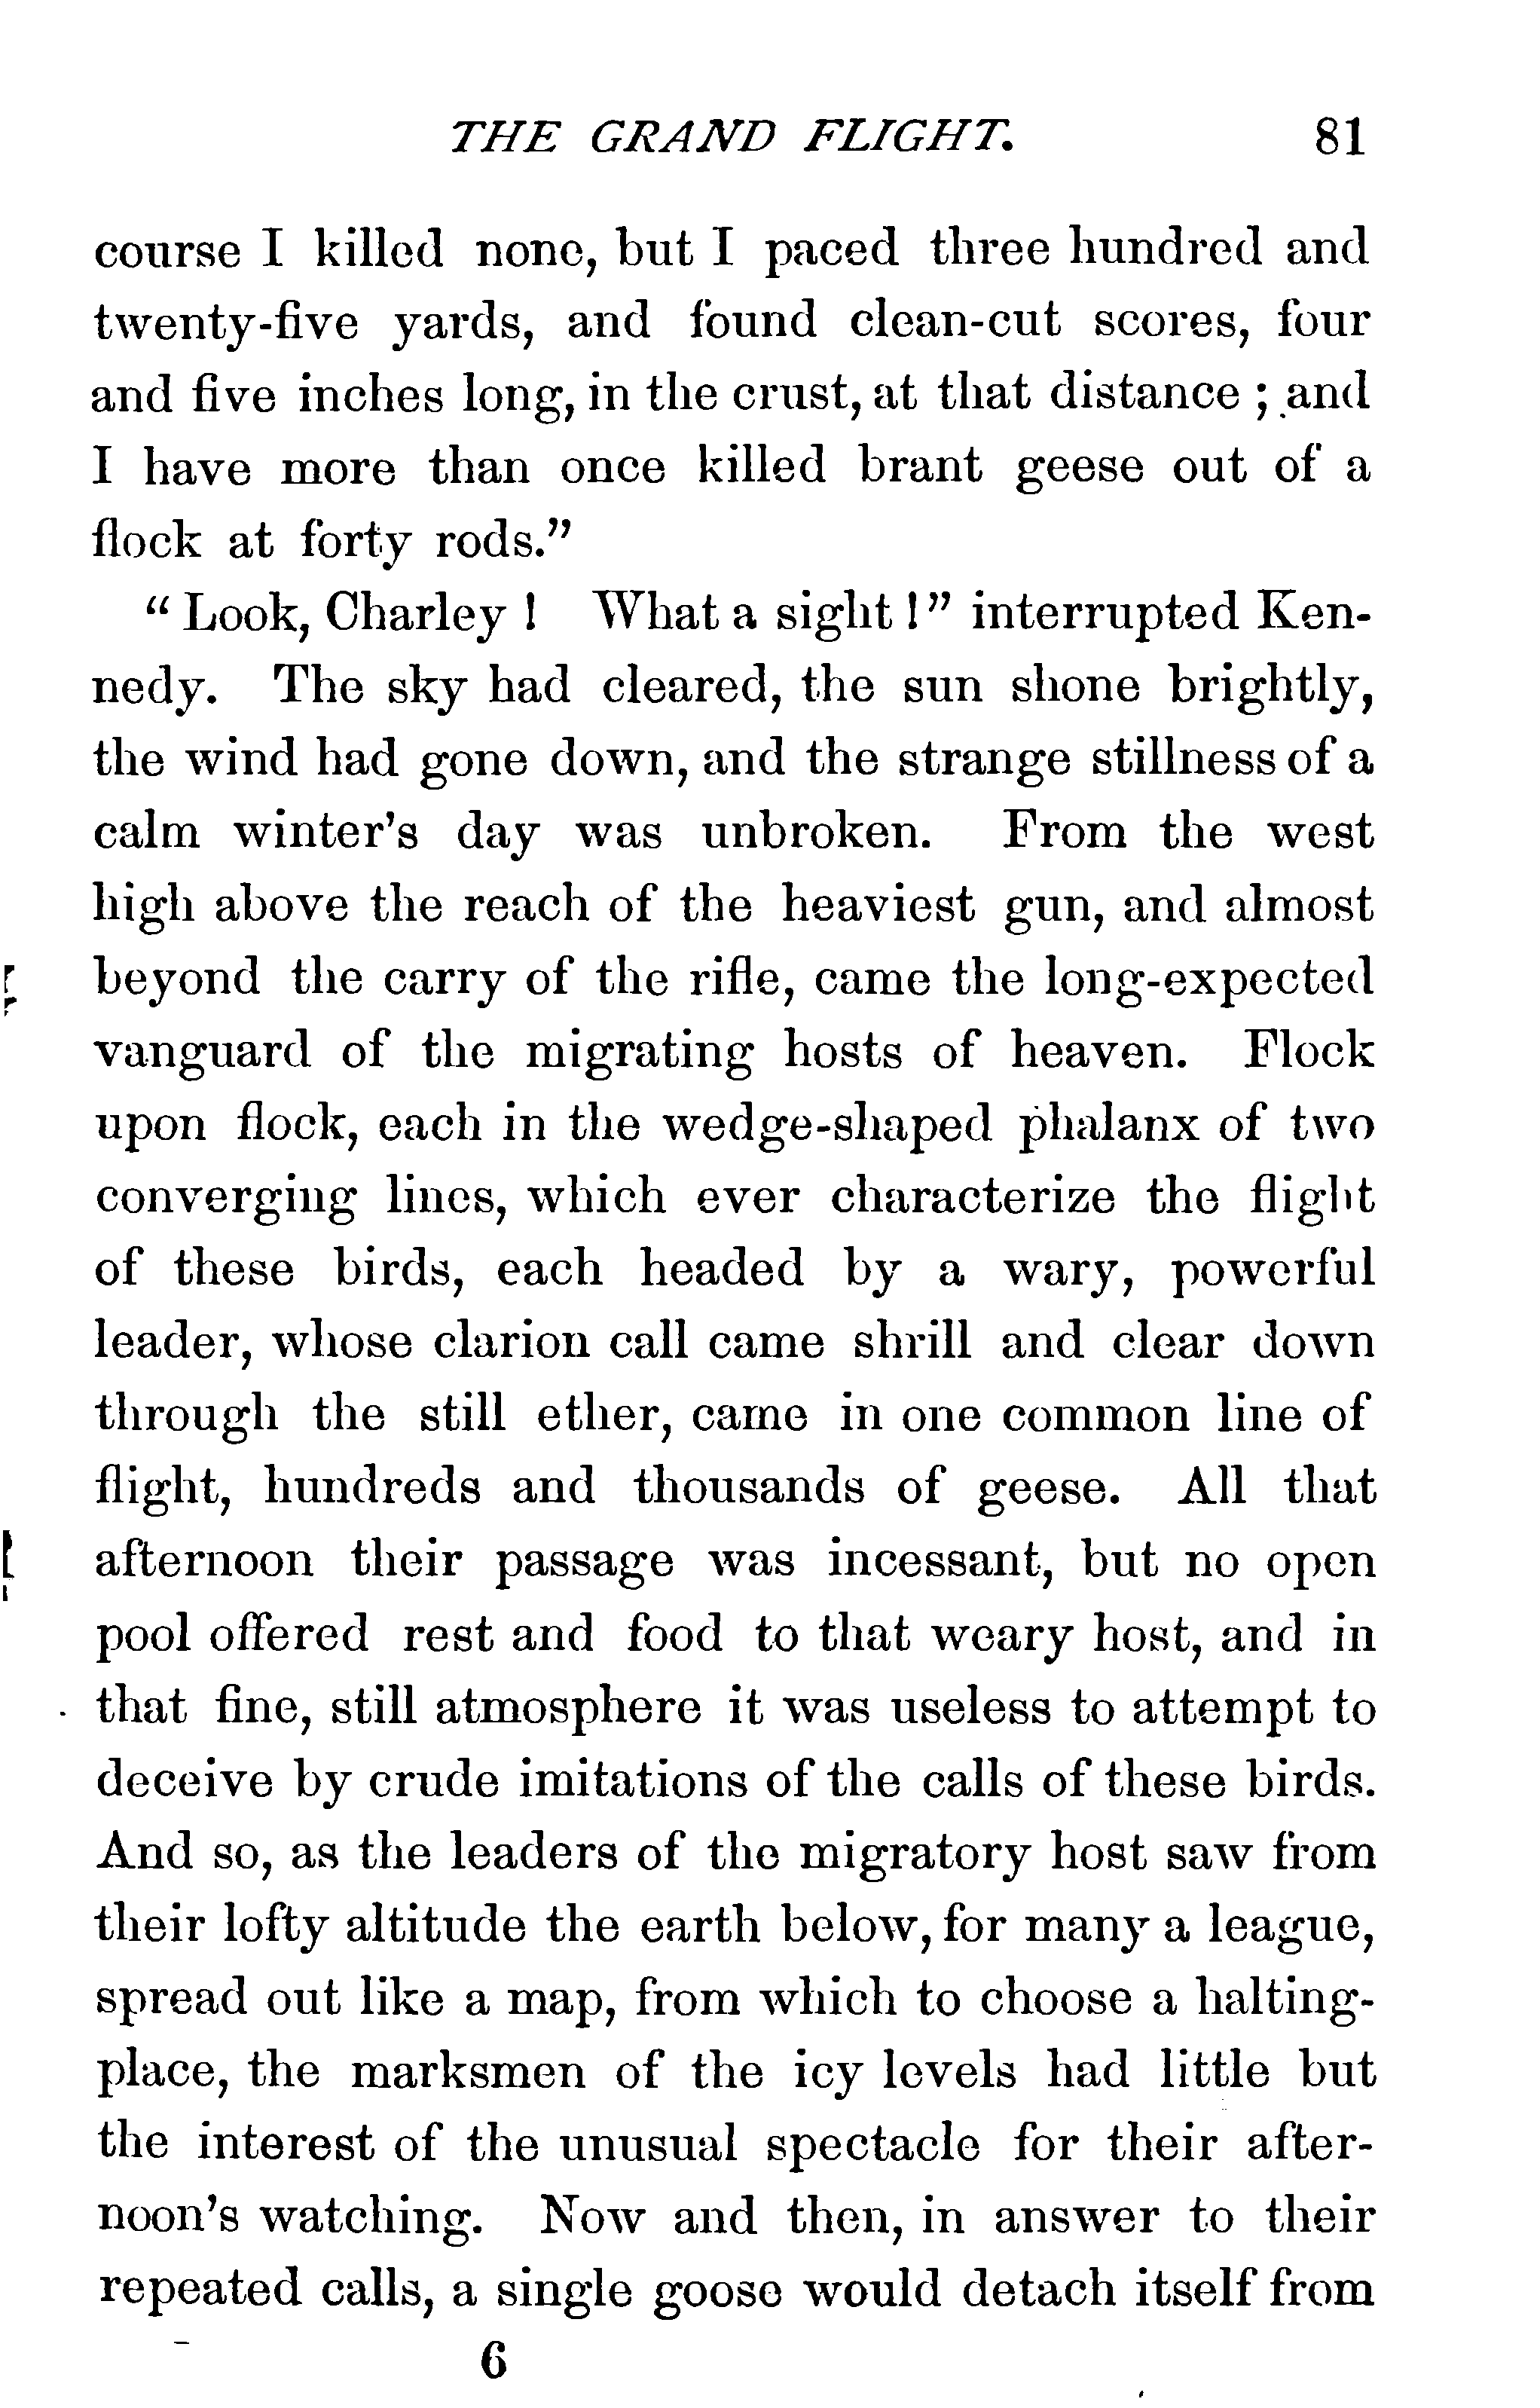 THE GRAND FLIGHT. 81
course I killed none, but I paced three hundred and
twenty-five yards, and found clean-cut scores, four
and five inches long, in the crust, at that distance ; and
I have more than once killed brant geese out of a
flock at forty rods.”
“ Look, Charley ! What a sight ! ” interrupted Ken-
nedy. The sky had cleared, the sun shone brightly,
the wind had gone down, and the strange stillness of a
calm winter’s day was unbroken. From the west
high above the reach of the heaviest gun, and almost
beyond the carry of the rifle, came the long-expected
vanguard of the migrating hosts of heaven. Flock
upon flock, each in the wedge-shaped phalanx of two
converging lines, which ever characterize the flight
of these birds, each headed by a wary, powerful
leader, whose clarion call came shrill and clear down
through the still ether, came in one common line of
flight, hundreds and thousands of geese. All that
afternoon their passage was incessant, but no open
pool offered rest and food to that weary host, and in
that fine, still atmosphere it was useless to attempt to
deceive by crude imitations of the calls of these birds.
And so, as the leaders of the migratory host saw from
their lofty altitude the earth below, for many a league,
spread out like a map, from which to choose a halting-
place, the marksmen of the icy levels had little but
the interest of the unusual spectacle for their after-
noon’s watching. Now and then, in answer to their
repeated calls, a single goose would detach itself from
6